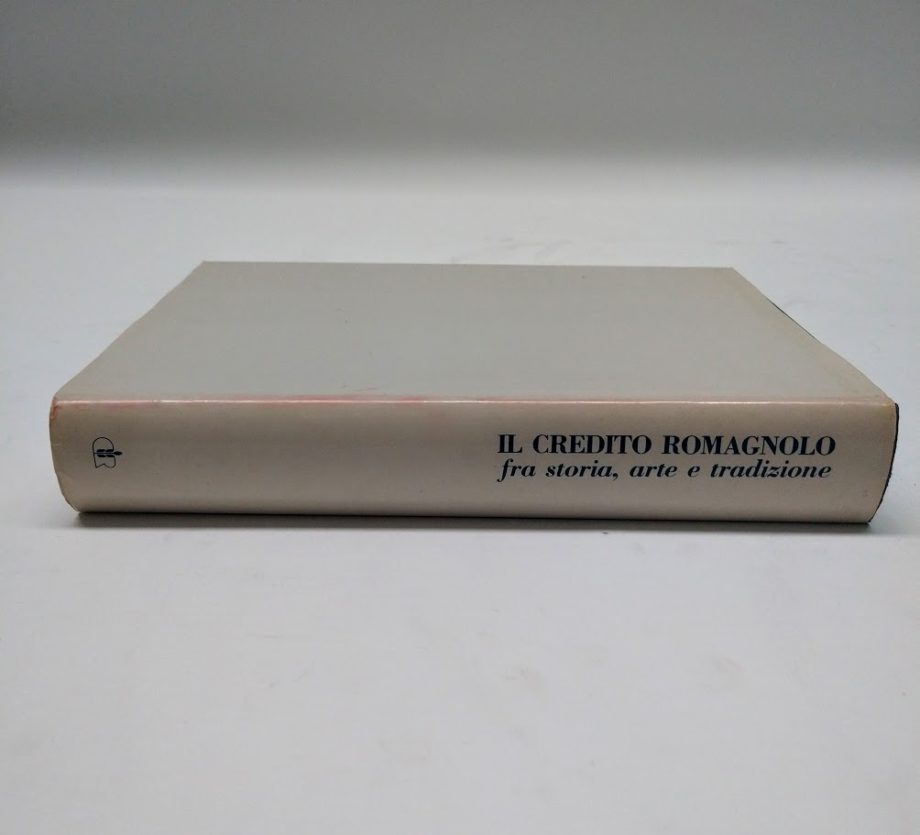 IL CREDITO ROMAGNOLO
fra storia, arte e tradizione